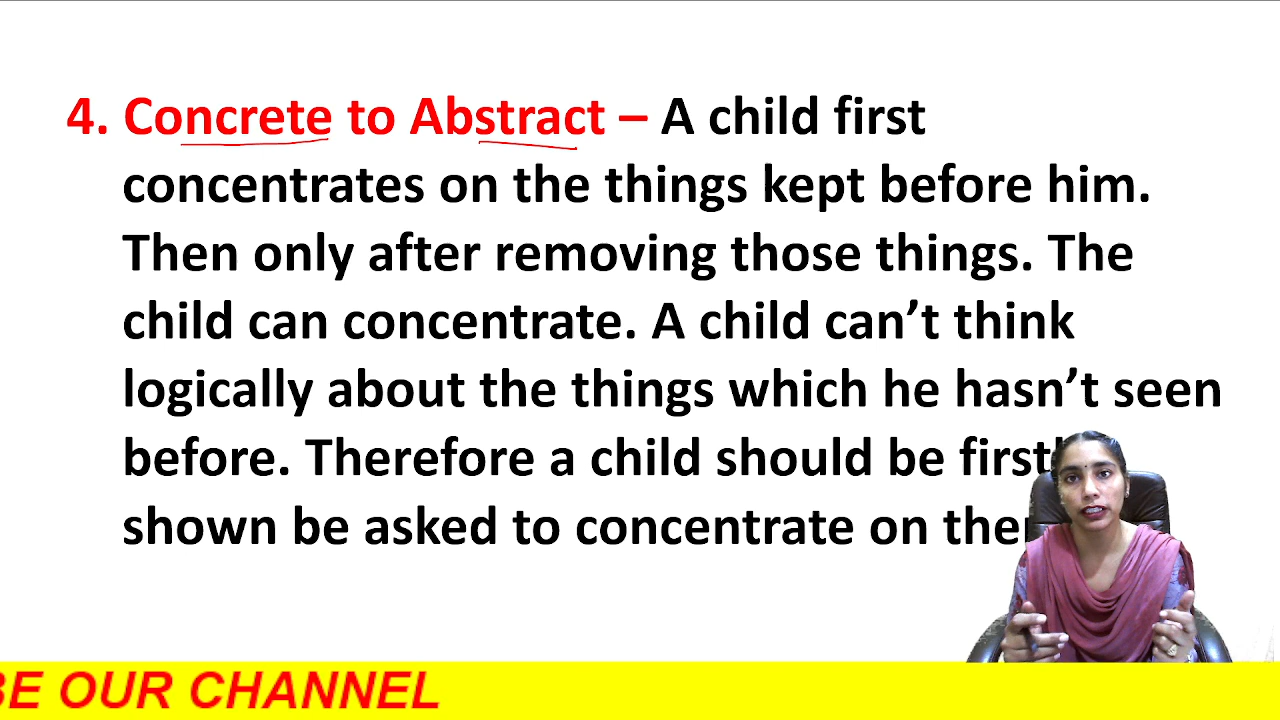 4. Concrete to Abstract – A child first
concentrates on the things kept before him.
Then only after removing those things. The
child can concentrate. A child can’t think
logically about the things which he hasn’t seen
before. Therefore a child should be
shown be asked to concentrate on
OUR CHANNEL